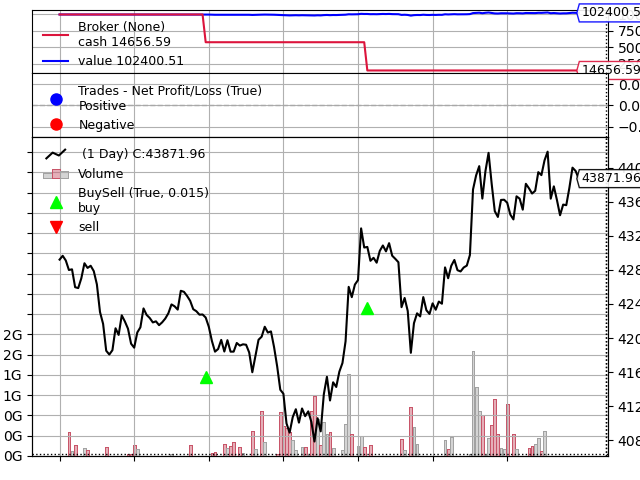 Broker (None)
cash 14656.59
value 102400.51
102400.5
750
500
14656.59
Trades - Net Profit/Loss (True)
Positive
Negative
0.0
0.0
−0.
(1 Day) C:43871.96
Volume
BuySell (True, 0.015)
buy
sell
440
43871.96
436
432
428
424
420
416
412
408
2G
2G
1G
1G
0G
0G
0G